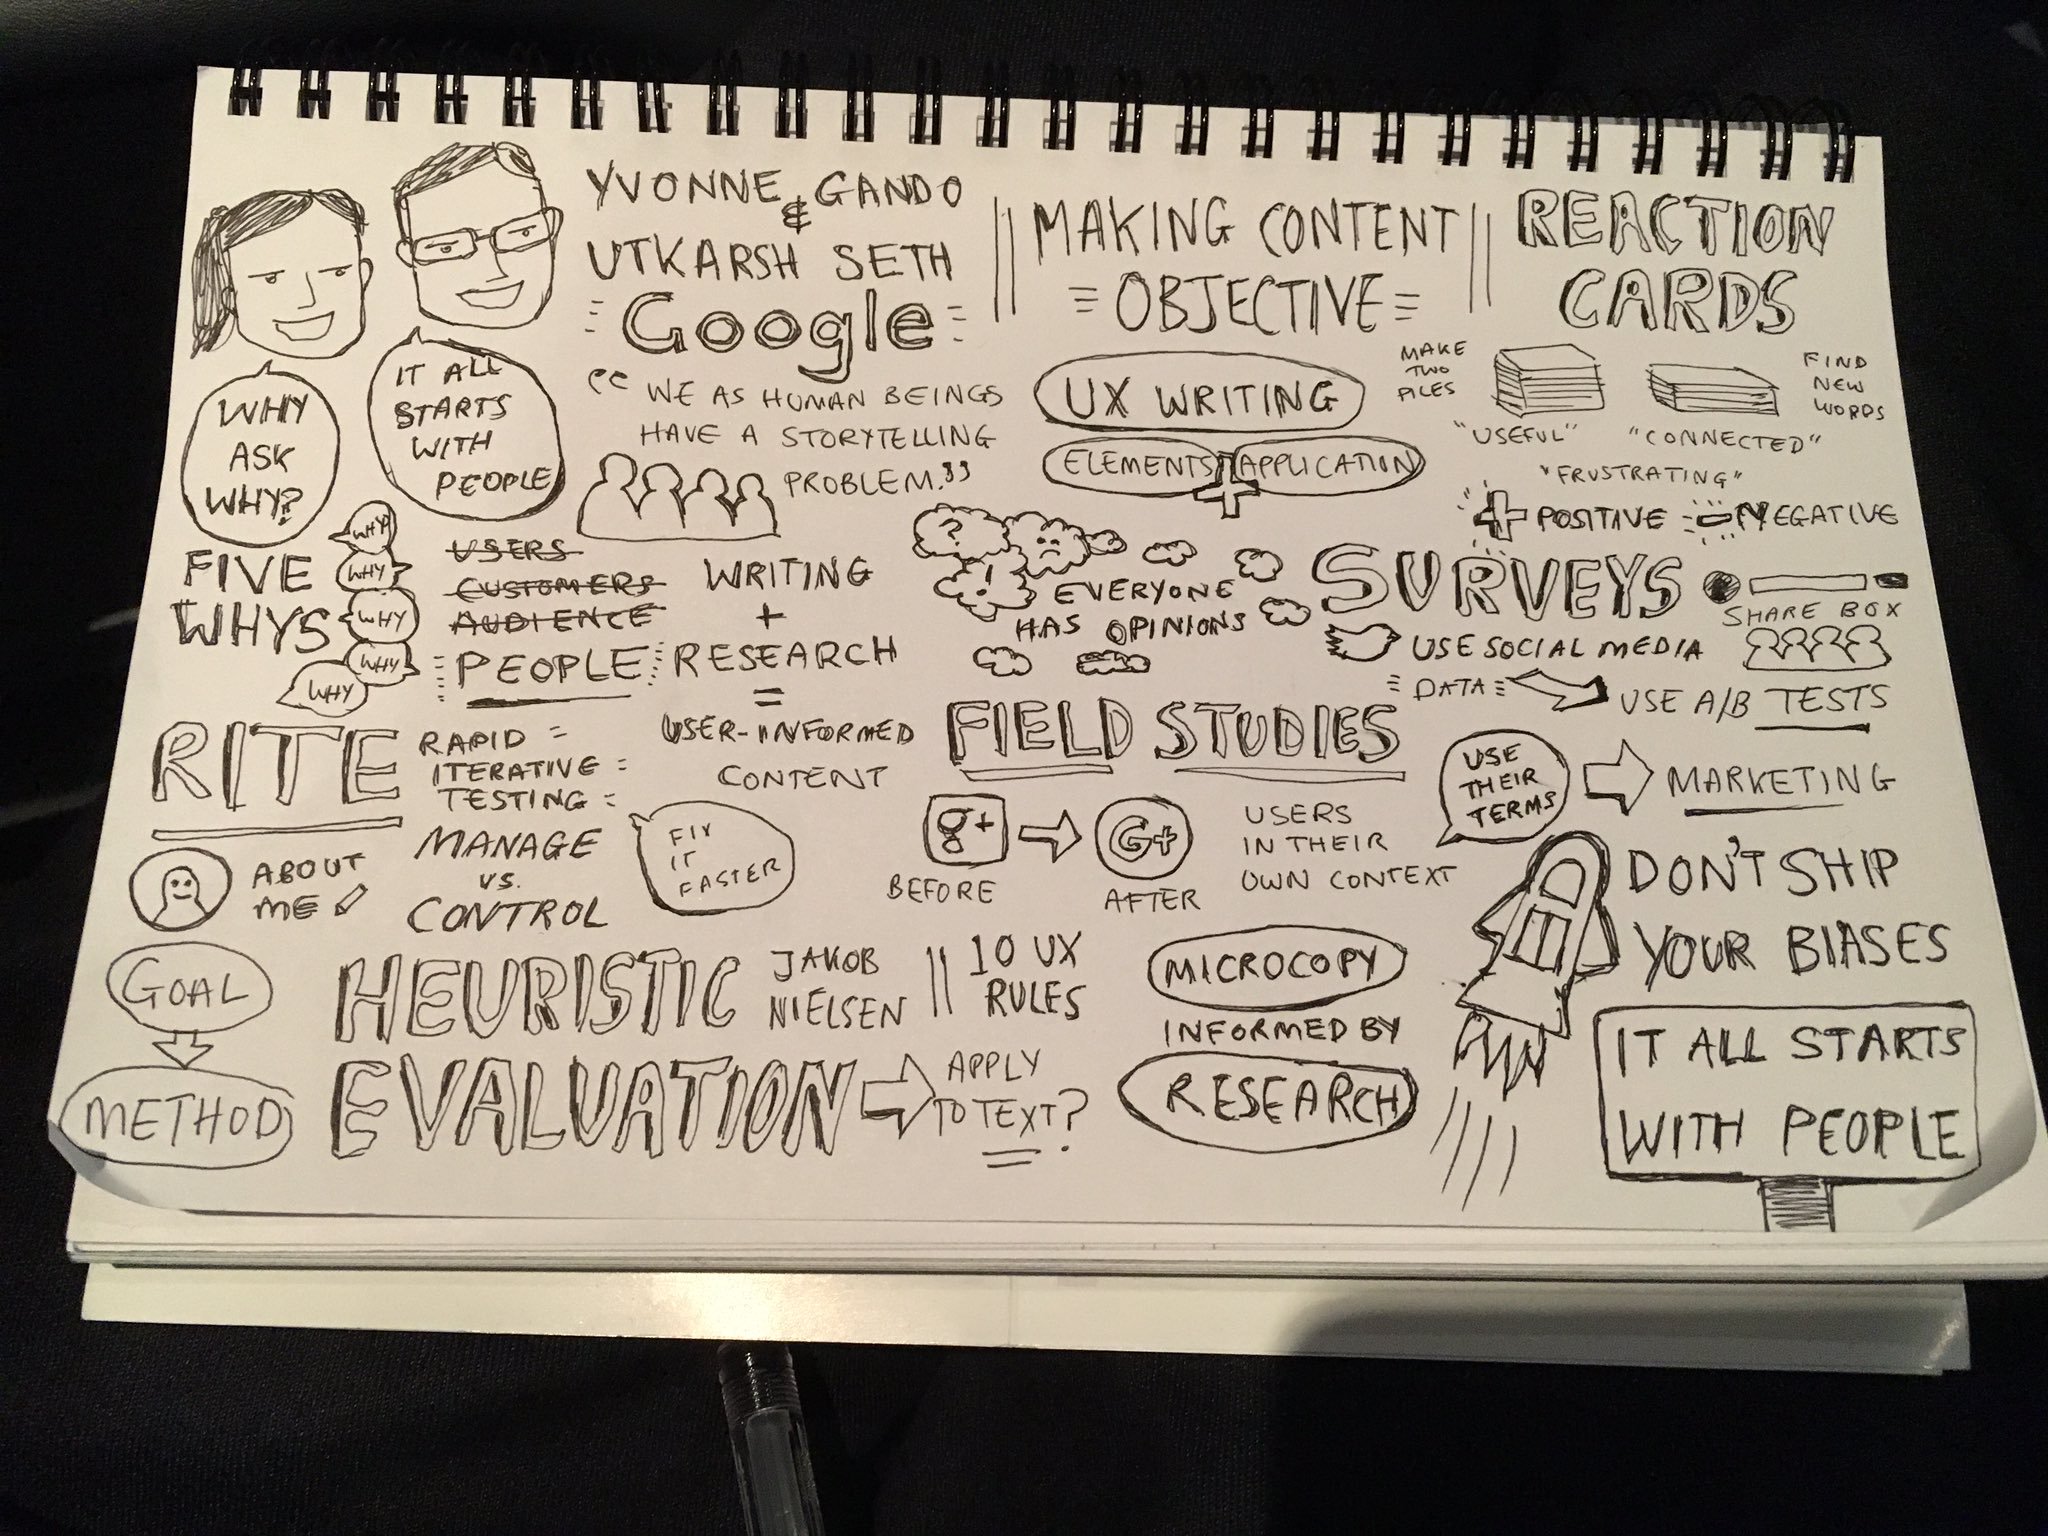 YVONNE GANDO
&
UTKARSH SETH
Google
MAKING CONTENT
OBJECTIVE
REACTION
CARDS
WHY
ASK
WHY?
IT ALL
STARTS
WITH
PEOPLE
"WE AS HUMAN BEINGS
HAVE A STORYTELLING
PROBLEM."
UX WRITING
ELEMENTS + APPLICATION
MAKE
TWO
PILES
FIND
NEW
WORDS
"USEFUL" "CONNECTED"
"FRUSTRATING"
+ POSITIVE - NEGATIVE
FIVE
WHYS
WHY?
WHY
WHY
WHY
WHY
USERS
CUSTOMERS
AUDIENCE
PEOPLE
WRITING
+
RESEARCH
=
USER-INFORMED
CONTENT
?
!
EVERYONE
HAS OPINIONS
SURVEYS
SHARE BOX
USE SOCIAL MEDIA
DATA
USE A/B TESTS
RITE
RAPID
ITERATIVE
TESTING
MANAGE
VS.
CONTROL
FIX
IT
FASTER
ABOUT
ME
FIELD STUDIES
g+
BEFORE
G+
AFTER
USERS
IN THEIR
OWN CONTEXT
USE
THEIR
TERMS
MARKETING
DON'T SHIP
YOUR BIASES
GOAL
METHOD
HEURISTIC
EVALUATION
JAKOB
NIELSEN
10 UX
RULES
APPLY
TO TEXT?
MICROCOPY
INFORMED BY
RESEARCH
IT ALL STARTS
WITH PEOPLE